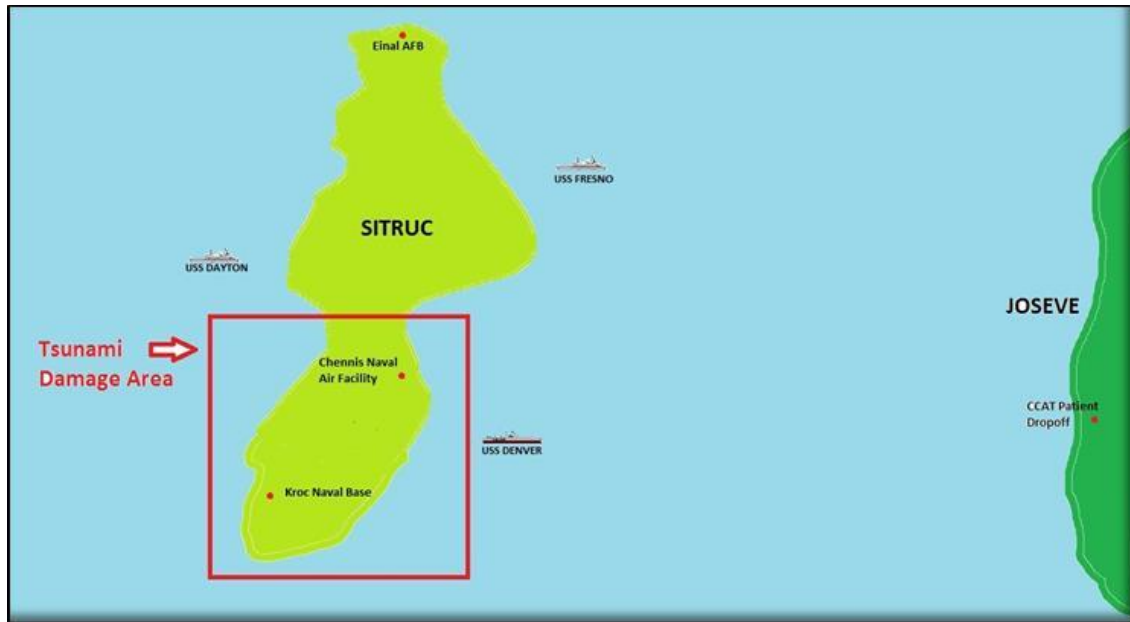 Einal AFB
USS FRESNO
SITRUC
USS DAYTON
JOSEVE
Tsunami
Damage Area
Chennis Naval
Air Facility
CCAT Patient
Dropoff
USS DENVER
Kroc Naval Base